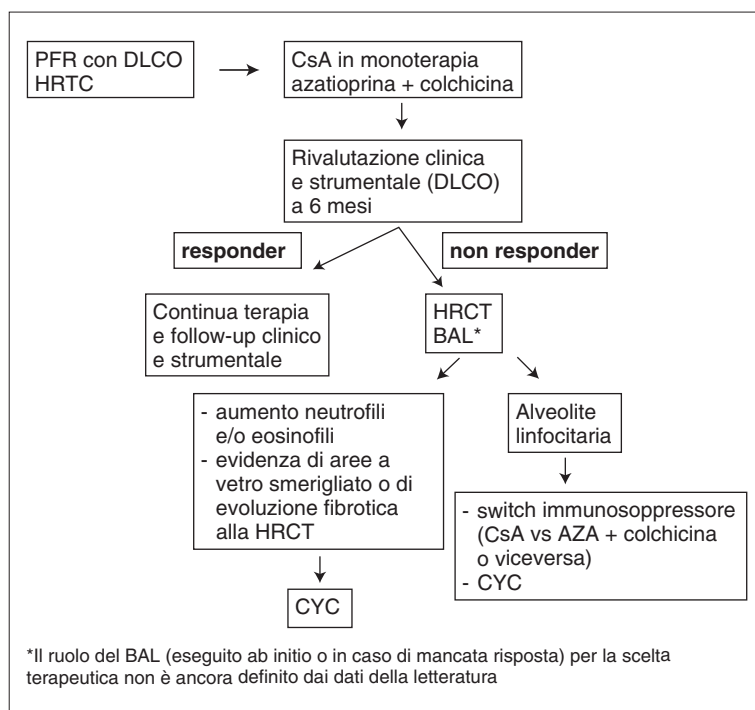 PFR con DLCO
HRTC
CsA in monoterapia
azatioprina + colchicina
Rivalutazione clinica
e strumentale (DLCO)
a 6 mesi
responder
non responder
Continua terapia
e follow-up clinico
e strumentale
HRCT
BAL*
- aumento neutrofili
e/o eosinofili
- evidenza di aree a
vetro smerigliato o di
evoluzione fibrotica
alla HRCT
Alveolite
linfocitaria
- switch immunosoppressore
(CsA vs AZA + colchicina
o viceversa)
- CYC
CYC
*Il ruolo del BAL (eseguito ab initio o in caso di mancata risposta) per la scelta
terapeutica non è ancora definito dai dati della letteratura